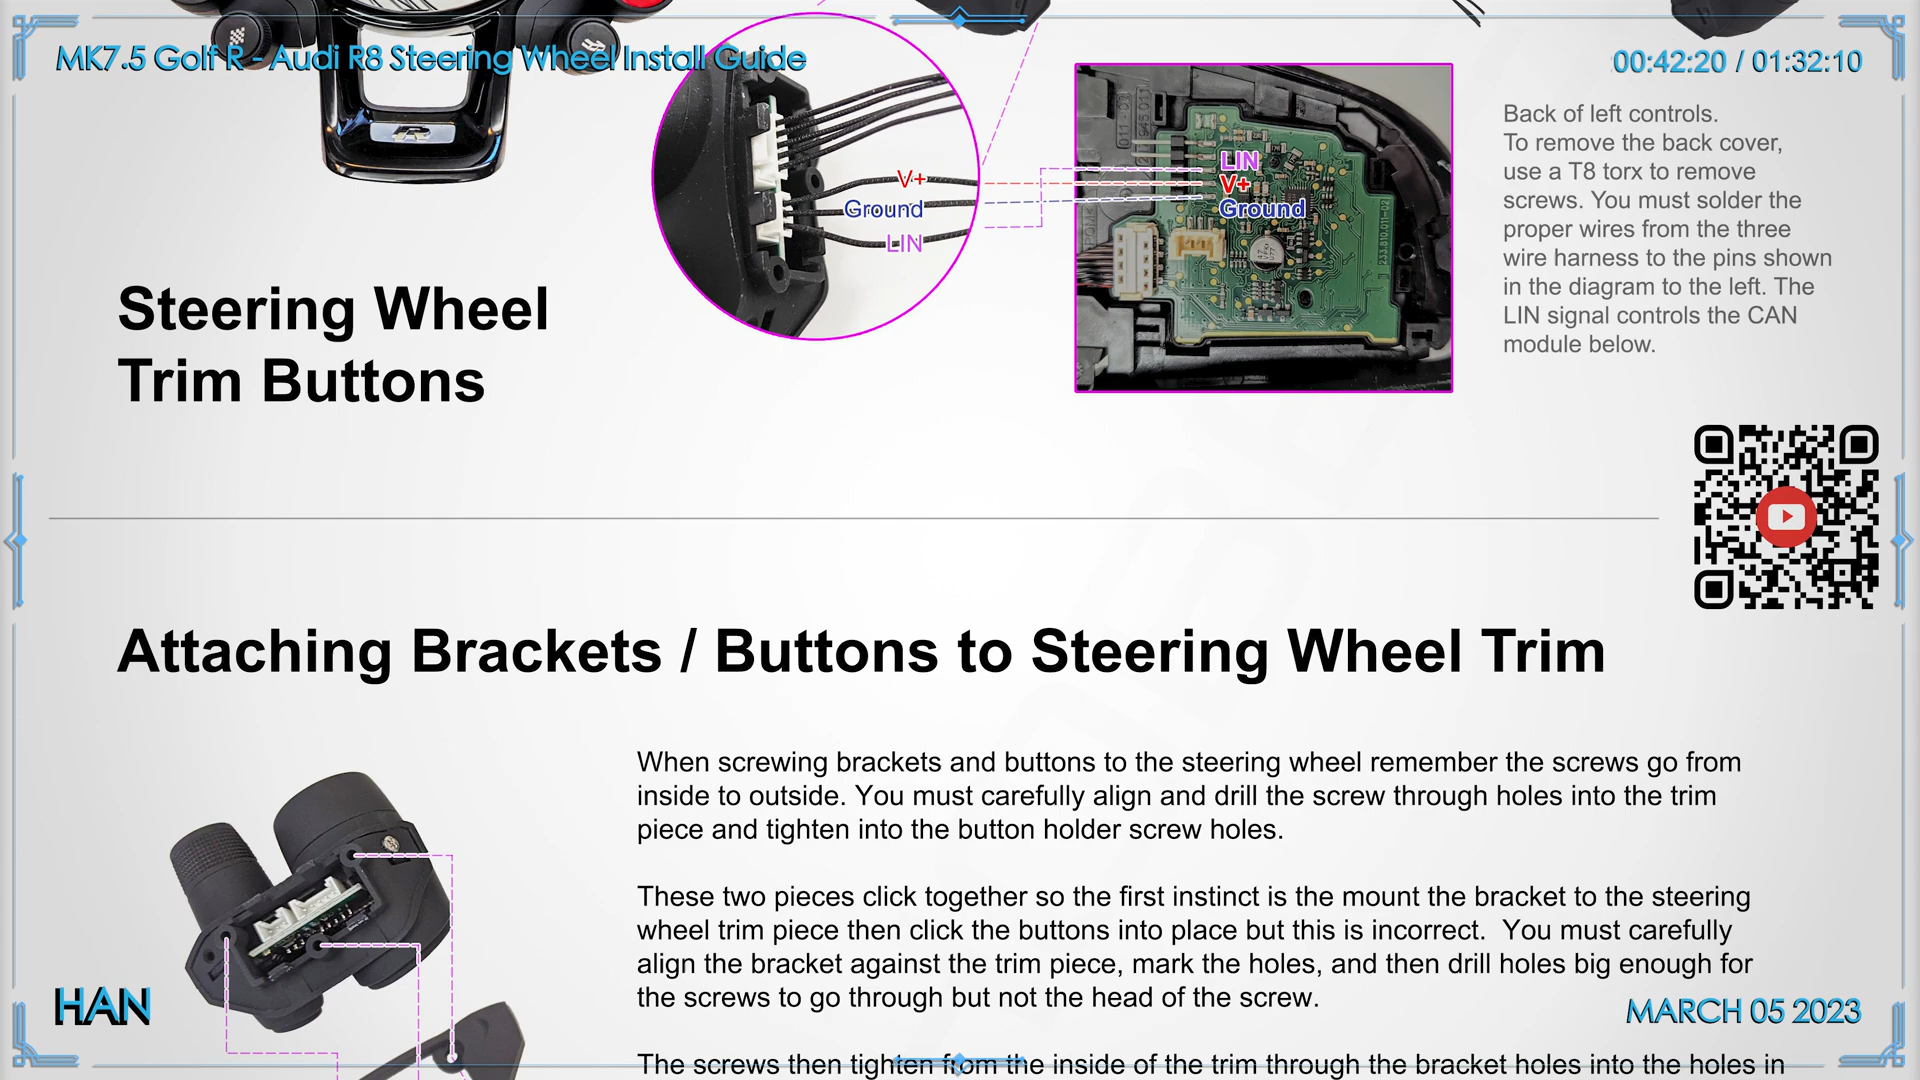 MK7.5 Golf R - Audi R8 Steering Wheel Install Guide
00:42:20 / 01:32:10
V+
Ground
LIN
LIN
V+
Ground
Back of left controls.
To remove the back cover,
use a T8 torx to remove
screws. You must solder the
proper wires from the three
wire harness to the pins shown
in the diagram to the left. The
LIN signal controls the CAN
module below.
Steering Wheel
Trim Buttons
Attaching Brackets / Buttons to Steering Wheel Trim
When screwing brackets and buttons to the steering wheel remember the screws go from
inside to outside. You must carefully align and drill the screw through holes into the trim
piece and tighten into the button holder screw holes.
These two pieces click together so the first instinct is the mount the bracket to the steering
wheel trim piece then click the buttons into place but this is incorrect.  You must carefully
align the bracket against the trim piece, mark the holes, and then drill holes big enough for
the screws to go through but not the head of the screw.
The screws then tighten from the inside of the trim through the bracket holes into the holes in
HAN
MARCH 05 2023